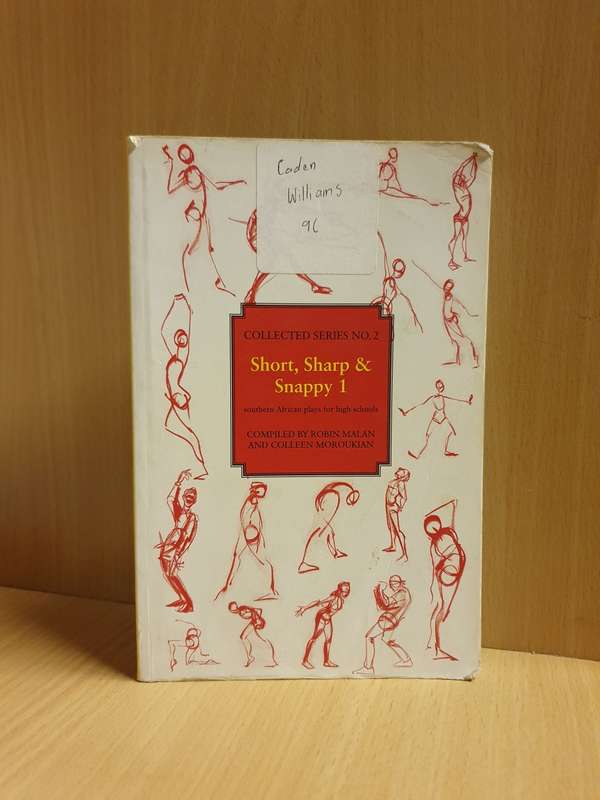 Caden
Williams
9C
COLLECTED SERIES NO. 2
Short, Sharp &
Snappy 1
southern African plays for high schools
COMPILED BY ROBIN MALAN
AND COLLEEN MOROUKIAN